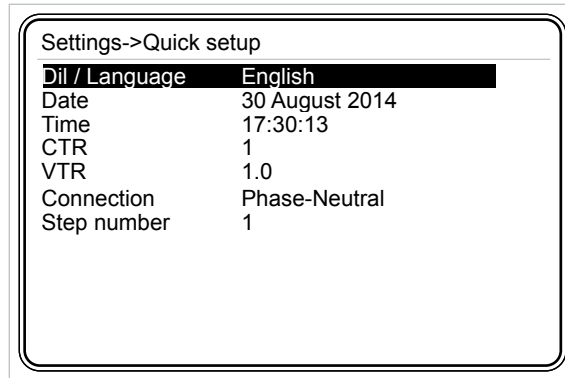 Settings->Quick setup
Dil / Language English
Date 30 August 2014
Time 17:30:13
CTR 1
VTR 1.0
Connection Phase-Neutral
Step number 1